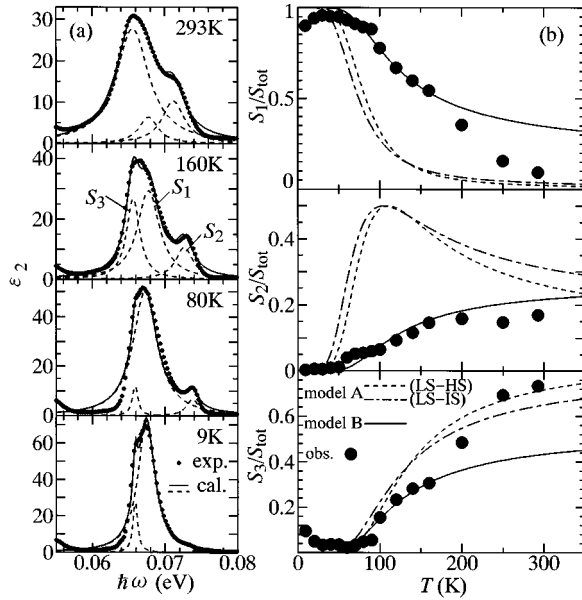 (a)
293K
30
20
10
0
160K
S3
S1
S2
40
20
0
80K
40
20
0
9K
exp.
cal.
60
40
20
0
ε2
0.06 0.07 0.08
ħω (eV)
(b)
1
0.5
0
S1/Stot
0.4
0.2
0
S2/Stot
model A (LS-HS)
(LS-IS)
model B
obs.
0.6
0.4
0.2
S3/Stot
0 100 200 300
T (K)